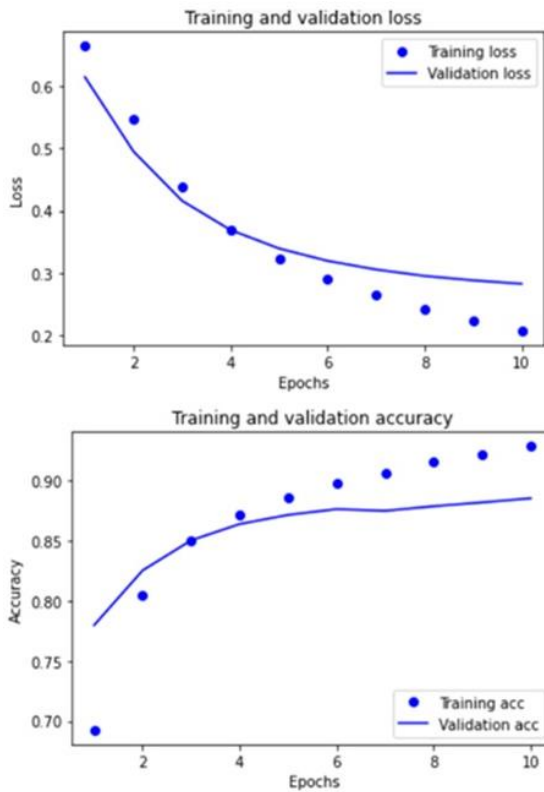 Training and validation loss
Training loss
Validation loss
0.6
0.5
0.4
0.3
0.2
Loss
2 4 6 8 10
Epochs
Training and validation accuracy
0.90
0.85
0.80
0.75
0.70
Accuracy
Training acc
Validation acc
2 4 6 8 10
Epochs